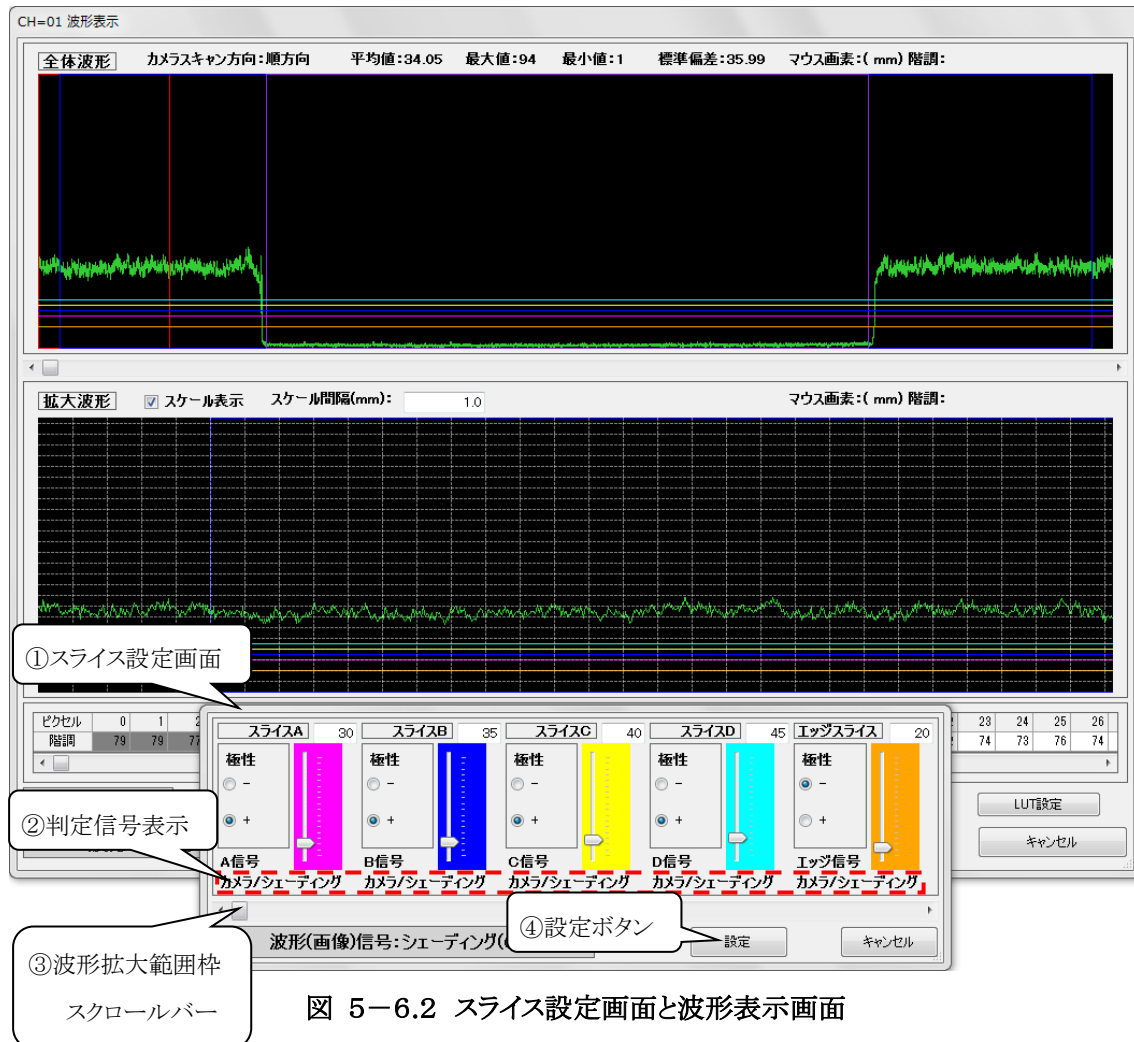 CH=01 波形表示
全体波形 カメラスキャン方向:順方向 平均値:34.05 最大値:94 最小値:1 標準偏差:35.99 マウス画素:( mm) 階調:
拡大波形 スケール表示 スケール間隔(mm): 1.0 マウス画素:( mm) 階調:
①スライス設定画面
ピクセル 0 1 23 24 25 26
階調 79 79 77 74 73 76 74
スライスA 30 スライスB 35 スライスC 40 スライスD 45 エッジスライス 20
極性 極性 極性 極性 極性
- - - - -
+ + + + +
LUT設定
②判定信号表示
キャンセル
A信号 B信号 C信号 D信号 エッジ信号
カメラ/シェーディング カメラ/シェーディング カメラ/シェーディング カメラ/シェーディング カメラ/シェーディング
④設定ボタン
波形(画像)信号:シェーディング( 設定 キャンセル
③波形拡大範囲枠
スクロールバー
図 5-6.2 スライス設定画面と波形表示画面